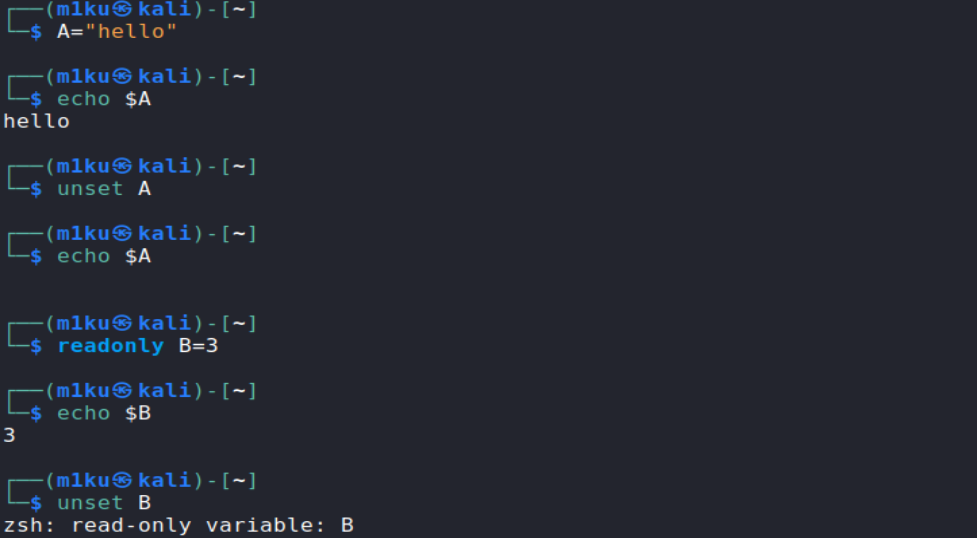 ┌──(m1ku㉿kali)-[~]
└─$ A="hello"
┌──(m1ku㉿kali)-[~]
└─$ echo $A
hello
┌──(m1ku㉿kali)-[~]
└─$ unset A
┌──(m1ku㉿kali)-[~]
└─$ echo $A
┌──(m1ku㉿kali)-[~]
└─$ readonly B=3
┌──(m1ku㉿kali)-[~]
└─$ echo $B
3
┌──(m1ku㉿kali)-[~]
└─$ unset B
zsh: read-only variable: B